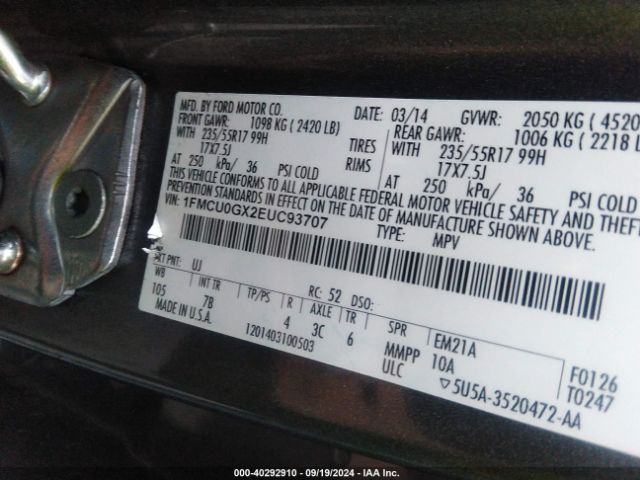 MFD. BY FORD MOTOR CO.
DATE: 03/14 GVWR: 2050 KG (4520
FRONT GAWR: 1098 KG (2420 LB) REAR GAWR: 1006 KG (2218 L
WITH 235/55R17 99H TIRES WITH 235/55R17 99H
17X7.5J RIMS 17X7.5J
AT 250 kPa/ 36 PSI COLD AT 250 kPa/ 36 PSI COLD
THIS VEHICLE CONFORMS TO ALL APPLICABLE FEDERAL MOTOR VEHICLE SAFETY AND THEFT
PREVENTION STANDARDS IN EFFECT ON THE DATE OF MANUFACTURE SHOWN ABOVE.
VIN: 1FMCU0GX2EUC93707
TYPE: MPV
EXT PNT: UJ RC: 52 DSO:
WB INT TR TP/PS R AXLE TR SPR EM21A
105 7B 4 3C 6 MMPP 10A F0126
MADE IN U.S.A. ULC T0247
1201403100503
▽5U5A-3520472-AA
000-40292910 - 09/19/2024 - IAA Inc.